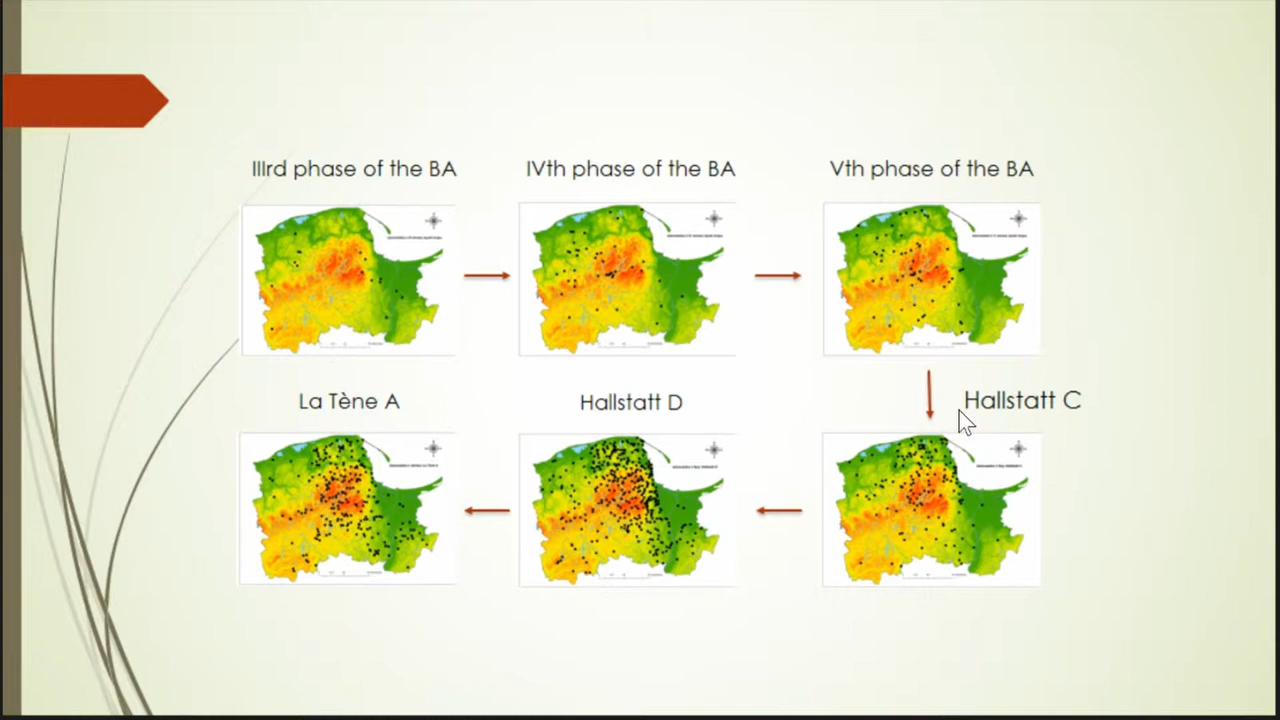 IIIrd phase of the BA
IVth phase of the BA
Vth phase of the BA
La Tène A
Hallstatt D
Hallstatt C